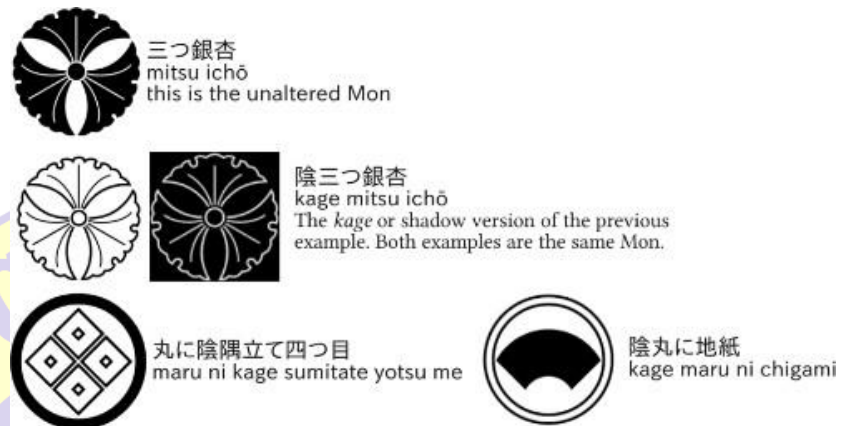 三つ銀杏
mitsu ichō
this is the unaltered Mon
陰三つ銀杏
kage mitsu ichō
The kage or shadow version of the previous
example. Both examples are the same Mon.
丸に陰隅立て四つ目
maru ni kage sumitate yotsu me
陰丸に地紙
kage maru ni chigami